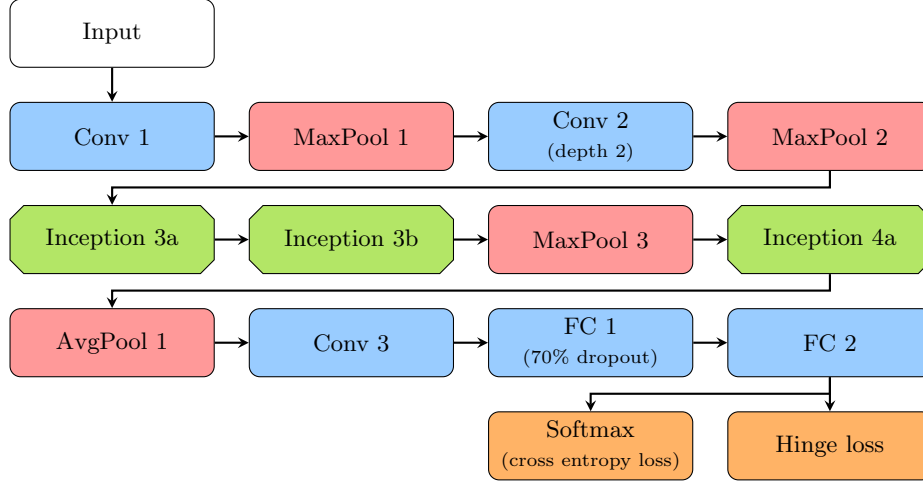 Input
Conv 1
MaxPool 1
Conv 2
(depth 2)
MaxPool 2
Inception 3a
Inception 3b
MaxPool 3
Inception 4a
AvgPool 1
Conv 3
FC 1
(70% dropout)
FC 2
Softmax
(cross entropy loss)
Hinge loss